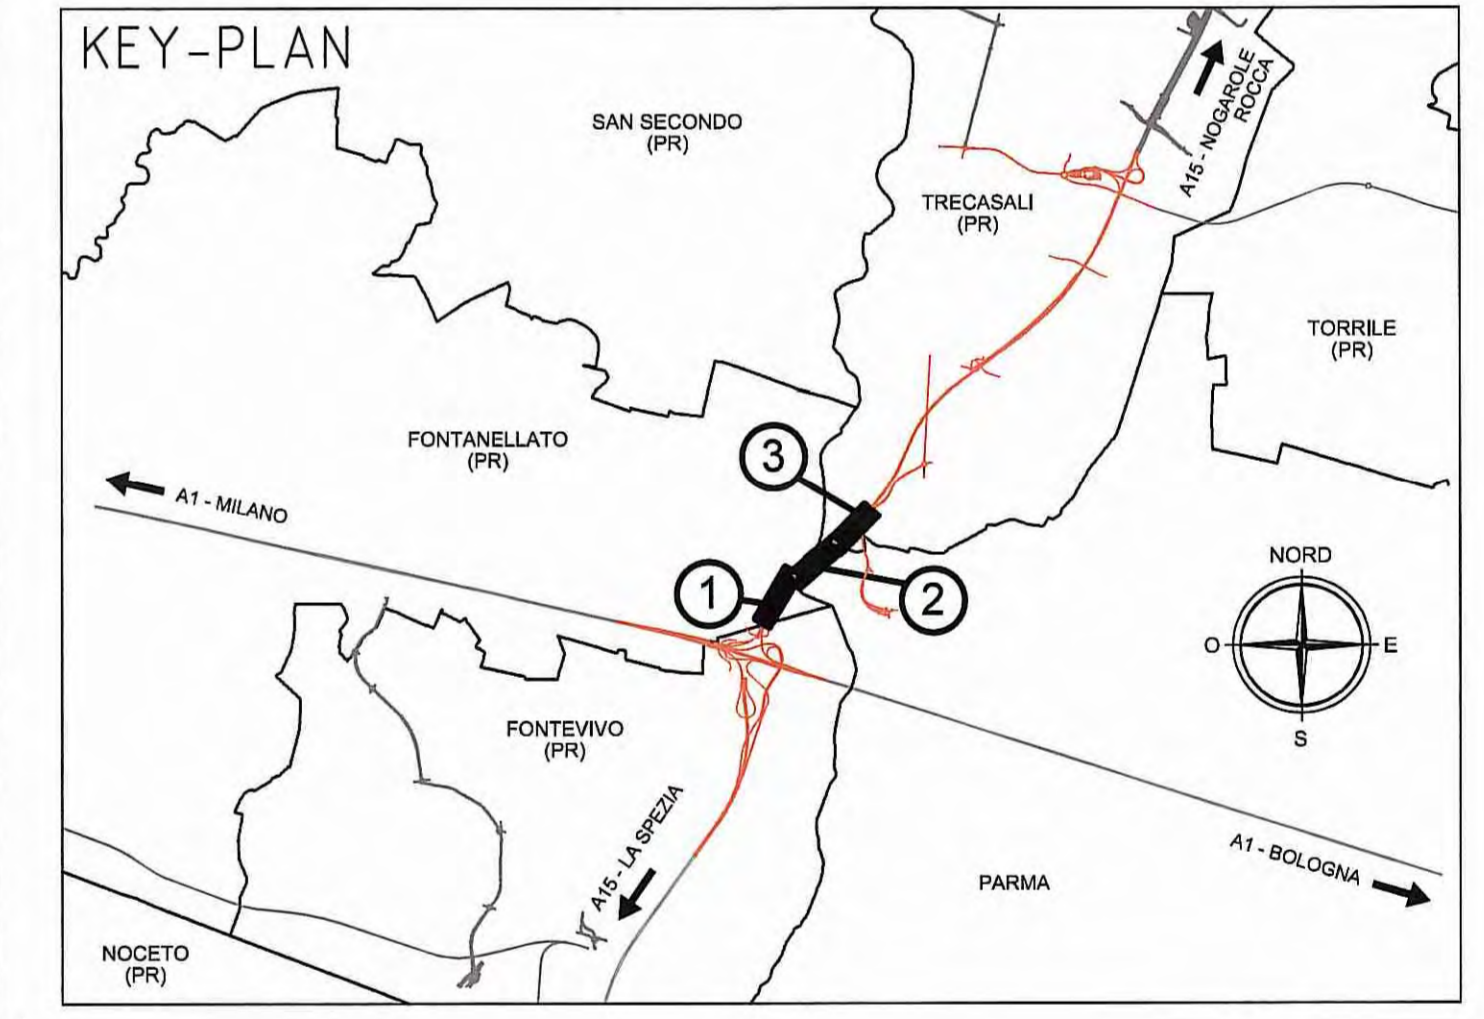 KEY-PLAN
SAN SECONDO
(PR)
A15 - NOGAROLE
ROCCA
TRECASALI
(PR)
TORRILE
(PR)
FONTANELLATO
(PR)
3
A1 - MILANO
1
2
NORD
O
E
S
FONTEVIVO
(PR)
A15 - LA SPEZIA
A1 - BOLOGNA
PARMA
NOCETO
(PR)